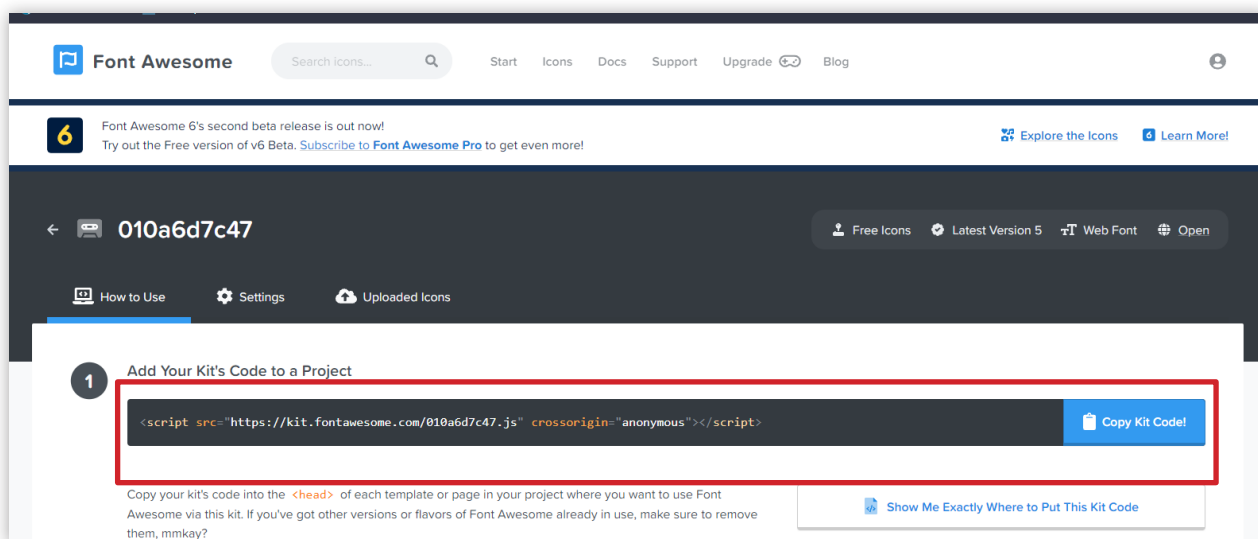 Font Awesome
Search icons...
Start Icons Docs Support Upgrade Blog
6
Font Awesome 6's second beta release is out now!
Try out the Free version of v6 Beta. Subscribe to Font Awesome Pro to get even more!
Explore the Icons
6 Learn More!
010a6d7c47
Free Icons Latest Version 5 Web Font Open
How to Use Settings Uploaded Icons
1
Add Your Kit's Code to a Project
<script src="https://kit.fontawesome.com/010a6d7c47.js" crossorigin="anonymous"></script>
Copy Kit Code!
Copy your kit's code into the <head> of each template or page in your project where you want to use Font
Awesome via this kit. If you've got other versions or flavors of Font Awesome already in use, make sure to remove
them, mmkay?
Show Me Exactly Where to Put This Kit Code